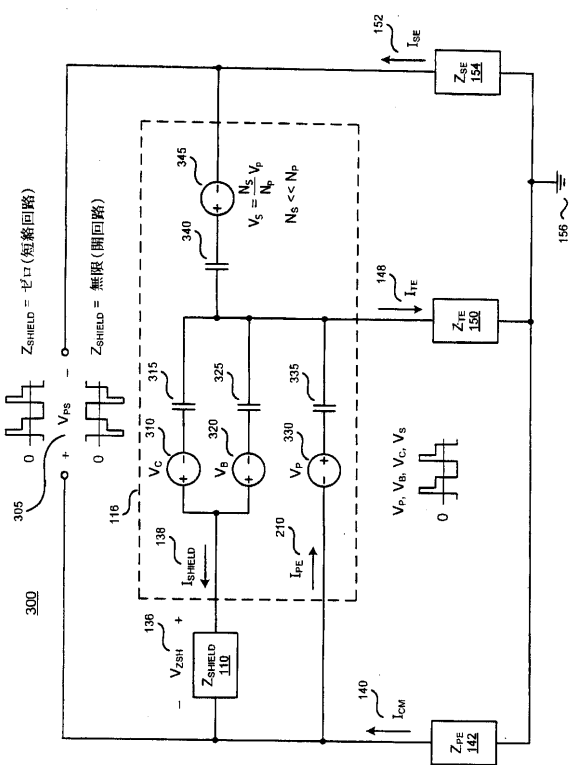 300
305
0
0
+ V_PS −
Z_SHIELD = ゼロ(短絡回路)
Z_SHIELD = 無限(開回路)
116
136
138
V_ZSH
− +
Z_SHIELD
110
I_SHIELD
V_C
310
315
+ −
V_B
320
325
+ −
V_P
330
335
− +
210
I_PE
340
345
+ −
V_S = N_S/N_P V_P
N_S << N_P
V_P, V_B, V_C, V_S
0
140
I_CM
Z_PE
142
148
I_TE
Z_TE
150
152
I_SE
Z_SE
154
156